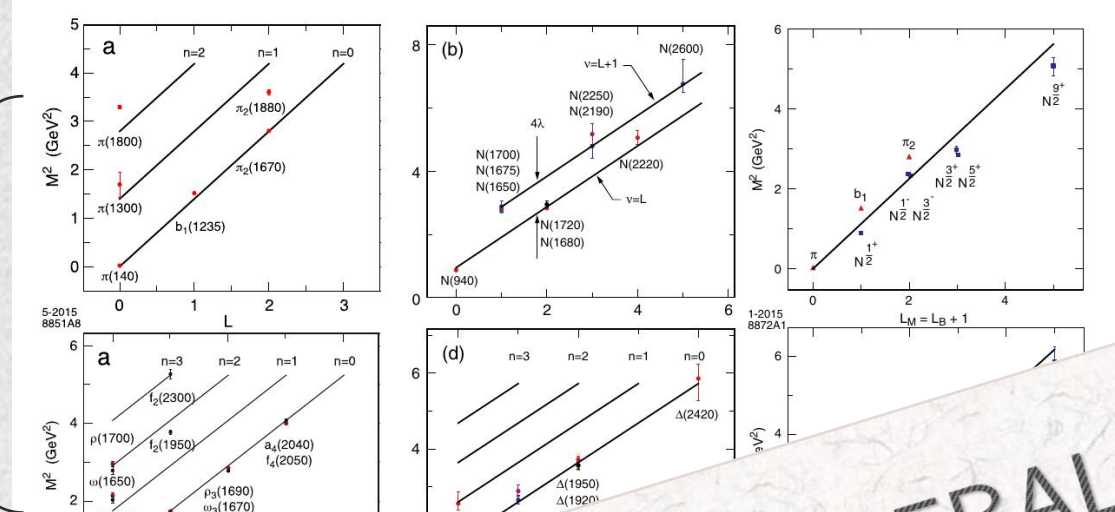 a
n=2
n=1
n=0
M² (GeV²)
5
4
3
2
1
0
π(1800)
π(1300)
π(140)
π₂(1880)
π₂(1670)
b₁(1235)
0
1
2
3
L
5-2015
8851A8
(b)
8
4
0
N(2600)
ν=L+1
N(2250)
N(2190)
4λ
N(1700)
N(1675)
N(1650)
N(2220)
ν=L
N(1720)
N(1680)
N(940)
0
2
4
6
6
4
2
0
M² (GeV²)
N 9/2⁺
π₂
N 3/2⁺ N 5/2⁺
b₁
N 1/2⁻ N 3/2⁻
π
N 1/2⁺
0
2
4
L_M = L_B + 1
1-2015
8872A1
a
n=3
n=2
n=1
n=0
M² (GeV²)
6
4
2
f₂(2300)
ρ(1700)
f₂(1950)
a₄(2040)
f₄(2050)
ω(1650)
ρ₃(1690)
ω₃(1670)
(d)
n=3
n=2
n=1
n=0
6
4
Δ(2420)
Δ(1950)
Δ(1920)
6
4